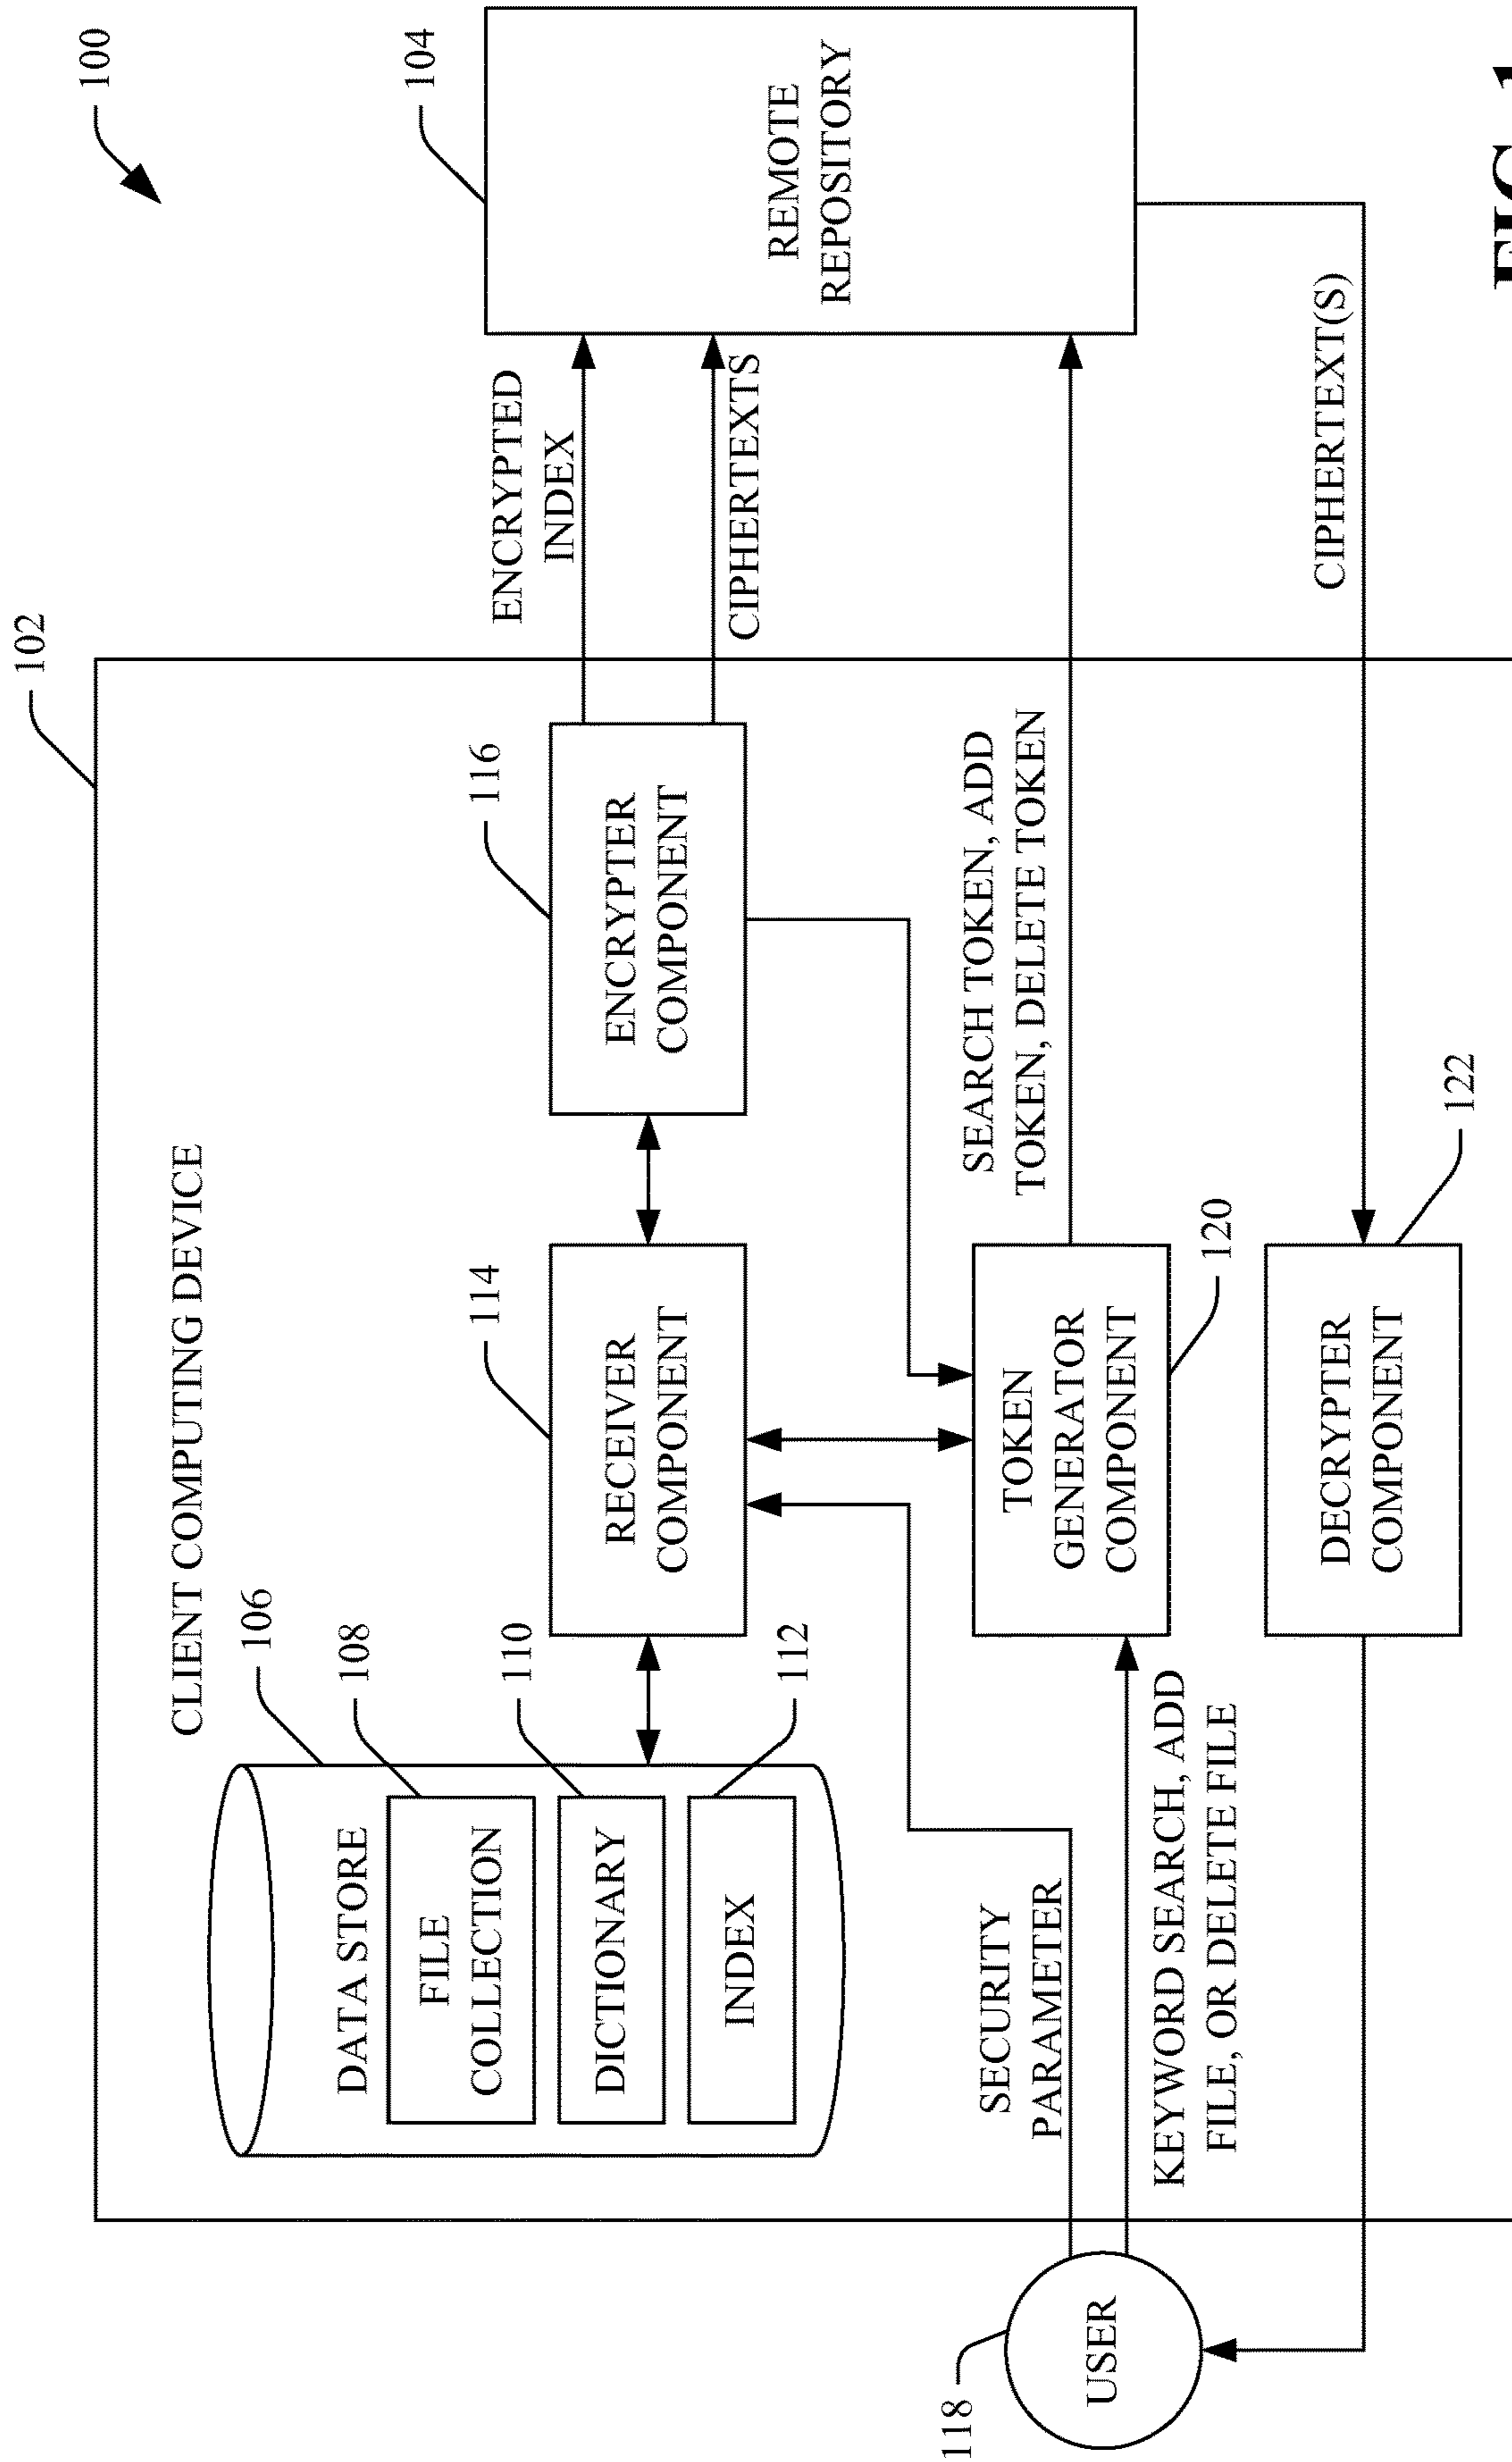 100
102
CLIENT COMPUTING DEVICE
106
DATA STORE
108
FILE
COLLECTION
110
DICTIONARY
112
INDEX
114
RECEIVER
COMPONENT
116
ENCRYPTER
COMPONENT
ENCRYPTED
INDEX
CIPHERTEXTS
104
REMOTE
REPOSITORY
118
USER
SECURITY
PARAMETER
KEYWORD SEARCH, ADD
FILE, OR DELETE FILE
TOKEN
GENERATOR
COMPONENT
120
SEARCH TOKEN, ADD
TOKEN, DELETE TOKEN
DECRYPTER
COMPONENT
122
CIPHERTEXT(S)